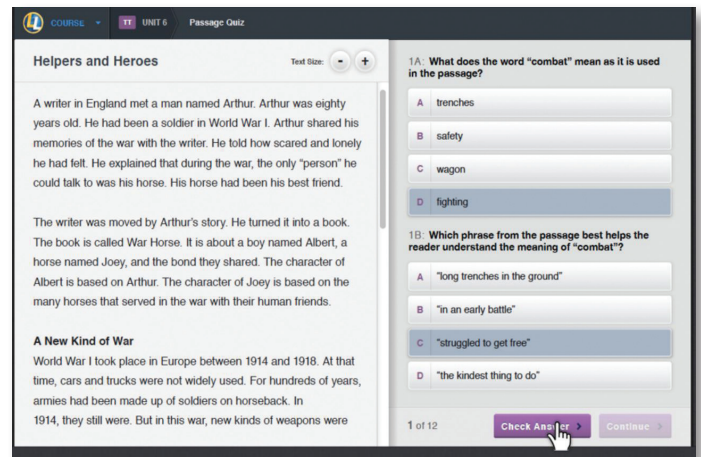 COURSE
TT UNIT 6 Passage Quiz
Helpers and Heroes
Text Size: - +
A writer in England met a man named Arthur. Arthur was eighty
years old. He had been a soldier in World War I. Arthur shared his
memories of the war with the writer. He told how scared and lonely
he had felt. He explained that during the war, the only “person” he
could talk to was his horse. His horse had been his best friend.
The writer was moved by Arthur’s story. He turned it into a book.
The book is called War Horse. It is about a boy named Albert, a
horse named Joey, and the bond they shared. The character of
Albert is based on Arthur. The character of Joey is based on the
many horses that served in the war with their human friends.
A New Kind of War
World War I took place in Europe between 1914 and 1918. At that
time, cars and trucks were not widely used. For hundreds of years,
armies had been made up of soldiers on horseback. In
1914, they still were. But in this war, new kinds of weapons were
1A: What does the word “combat” mean as it is used
in the passage?
A trenches
B safety
C wagon
D fighting
1B: Which phrase from the passage best helps the
reader understand the meaning of “combat”?
A “long trenches in the ground”
B “in an early battle”
C “struggled to get free”
D “the kindest thing to do”
1 of 12
Check Answer >
Continue >